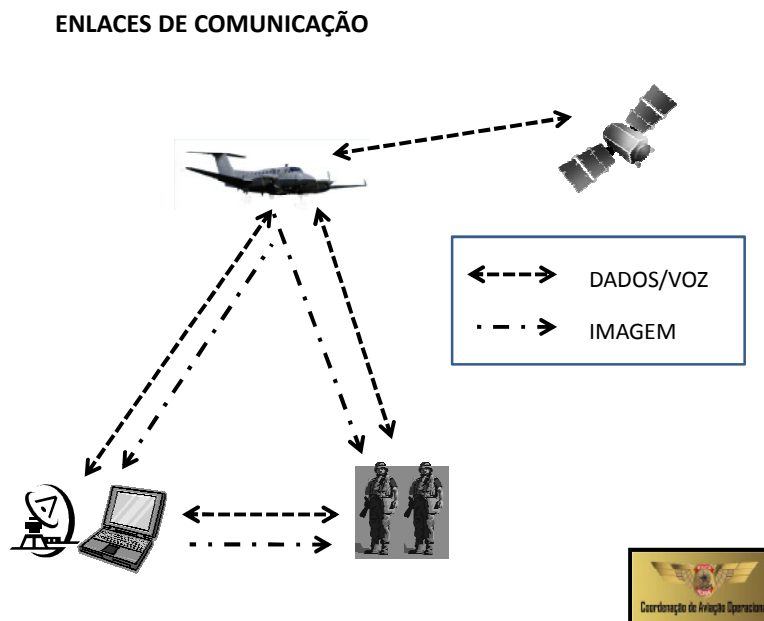 ENLACES DE COMUNICAÇÃO
DADOS/VOZ
IMAGEM
Coordenação de Aviação Operacional